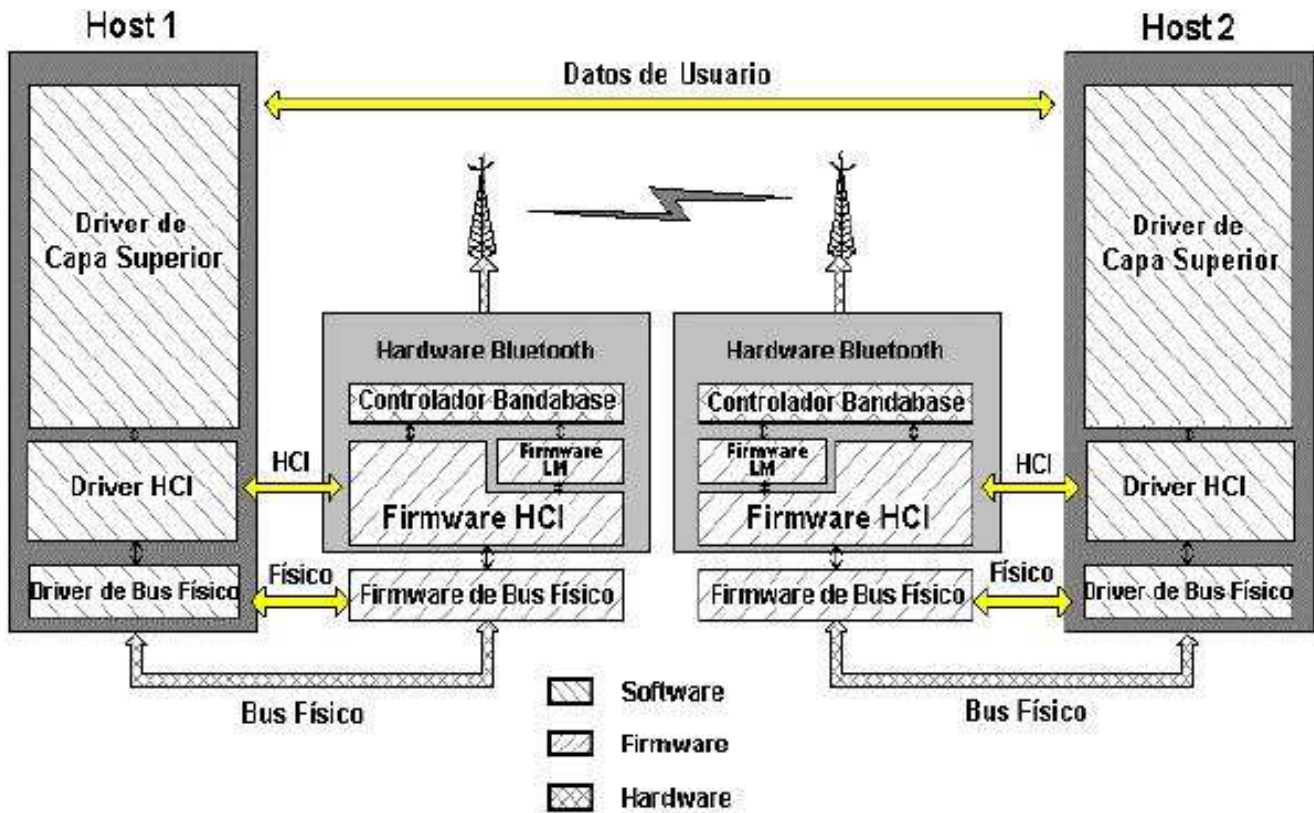 Host 1
Host 2
Datos de Usuario
Driver de
Capa Superior
Driver de
Capa Superior
Hardware Bluetooth
Hardware Bluetooth
Controlador Bandabase
Controlador Bandabase
HCI
Firmware
LM
Firmware
LM
HCI
Driver HCI
Firmware HCI
Firmware HCI
Driver HCI
Físico
Físico
Driver de Bus Físico
Firmware de Bus Físico
Firmware de Bus Físico
Driver de Bus Físico
Bus Físico
Bus Físico
Software
Firmware
Hardware